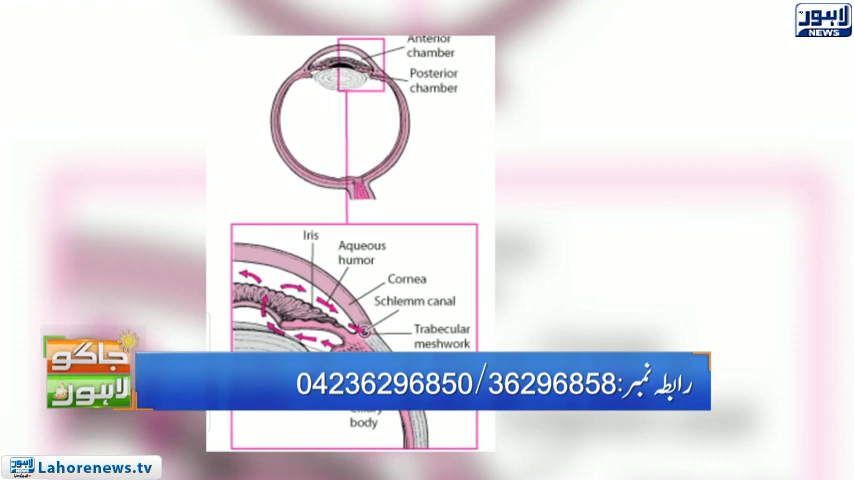 لاہور
NEWS
Anterior
chamber
Posterior
chamber
Iris
Aqueous
humor
Cornea
Schlemm canal
Trabecular
meshwork
جاگو
لاہور
رابطہ نمبر:04236296850/36296858
Ciliary
body
Lahorenews.tv